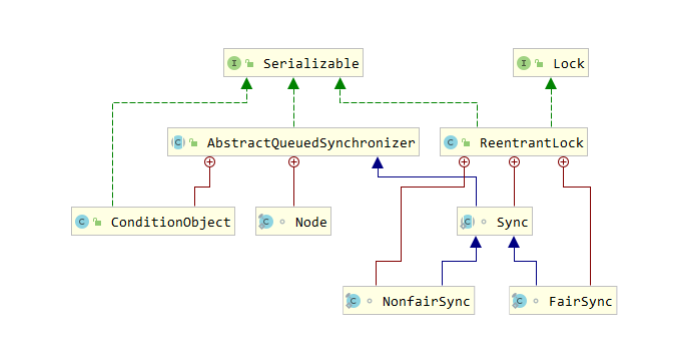 I Serializable
I Lock
C AbstractQueuedSynchronizer
C ReentrantLock
C ConditionObject
C Node
C Sync
C NonfairSync
C FairSync